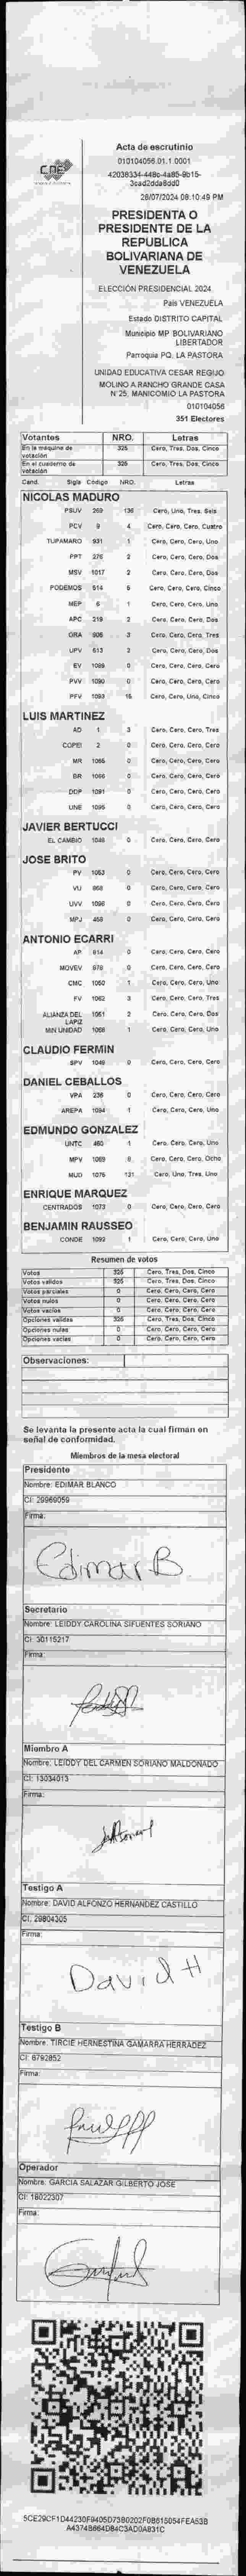 CNE
Acta de escrutinio
010104056.01.1.0001
28/07/2024 08:10:49 PM
PRESIDENTA O
PRESIDENTE DE LA
REPUBLICA
BOLIVARIANA DE
VENEZUELA
ELECCIÓN PRESIDENCIAL 2024
País VENEZUELA
Estado DISTRITO CAPITAL
Municipio MP BOLIVARIANO
LIBERTADOR
Parroquia PQ. LA PASTORA
UNIDAD EDUCATIVA CESAR REGIJO
MOLINO A RANCHO GRANDE CASA
N 25, MANICOMIO LA PASTORA
010104056
351 Electores
Votantes NRO. Letras
En la máquina de votación 325 Cero, Tres, Dos, Cinco
En el cuaderno de votación 325 Cero, Tres, Dos, Cinco
Cand. Sigla Código NRO. Letras
NICOLAS MADURO
PSUV 269 136 Cero, Uno, Tres, Seis
PCV 9 4 Cero, Cero, Cero, Cuatro
TUPAMARO 931 1 Cero, Cero, Cero, Uno
PPT 275 2 Cero, Cero, Cero, Dos
MSV 1017 2 Cero, Cero, Cero, Dos
PODEMOS 514 5 Cero, Cero, Cero, Cinco
MEP 6 1 Cero, Cero, Cero, Uno
APC 219 2 Cero, Cero, Cero, Dos
ORA 905 3 Cero, Cero, Cero, Tres
UPV 613 2 Cero, Cero, Cero, Dos
EV 1089 0 Cero, Cero, Cero, Cero
PVV 1090 0 Cero, Cero, Cero, Cero
PFV 1093 15 Cero, Cero, Uno, Cinco
LUIS MARTINEZ
AD 1 3 Cero, Cero, Cero, Tres
COPEI 2 0 Cero, Cero, Cero, Cero
MR 1065 0 Cero, Cero, Cero, Cero
BR 1066 0 Cero, Cero, Cero, Cero
DDP 1091 0 Cero, Cero, Cero, Cero
UNE 1095 0 Cero, Cero, Cero, Cero
JAVIER BERTUCCI
EL CAMBIO 1046 0 Cero, Cero, Cero, Cero
JOSE BRITO
PV 1053 0 Cero, Cero, Cero, Cero
VU 868 0 Cero, Cero, Cero, Cero
UVV 1096 0 Cero, Cero, Cero, Cero
MPJ 458 0 Cero, Cero, Cero, Cero
ANTONIO ECARRI
AP 814 0 Cero, Cero, Cero, Cero
MOVEV 878 0 Cero, Cero, Cero, Cero
CMC 1050 1 Cero, Cero, Cero, Uno
FV 1062 3 Cero, Cero, Cero, Tres
ALIANZA DEL LAPIZ 1051 2 Cero, Cero, Cero, Dos
MIN UNIDAD 1068 1 Cero, Cero, Cero, Uno
CLAUDIO FERMIN
SPV 1049 0 Cero, Cero, Cero, Cero
DANIEL CEBALLOS
VPA 236 0 Cero, Cero, Cero, Cero
AREPA 1094 1 Cero, Cero, Cero, Uno
EDMUNDO GONZALEZ
UNTC 460 1 Cero, Cero, Cero, Uno
MPV 1069 8 Cero, Cero, Cero, Ocho
MUD 1075 131 Cero, Uno, Tres, Uno
ENRIQUE MARQUEZ
CENTRADOS 1073 0 Cero, Cero, Cero, Cero
BENJAMIN RAUSSEO
CONDE 1092 1 Cero, Cero, Cero, Uno
Resumen de votos
Votos 325 Cero, Tres, Dos, Cinco
Votos válidos 325 Cero, Tres, Dos, Cinco
Votos parciales 0 Cero, Cero, Cero, Cero
Votos nulos 0 Cero, Cero, Cero, Cero
Votos vacíos 0 Cero, Cero, Cero, Cero
Opciones válidas 325 Cero, Tres, Dos, Cinco
Opciones nulas 0 Cero, Cero, Cero, Cero
Opciones vacías 0 Cero, Cero, Cero, Cero
Observaciones:
Se levanta la presente acta la cual firman en
señal de conformidad.
Miembros de la mesa electoral
Presidente
Nombre: EDIMAR BLANCO
CI: 29969059
Firma:
Edimar B
Secretario
Nombre: LEIDDY CAROLINA SIFUENTES SORIANO
CI: 30115217
Firma:
Miembro A
Nombre: LEIDDY DEL CARMEN SORIANO MALDONADO
CI: 13034013
Firma:
Testigo A
Nombre: DAVID ALFONZO HERNANDEZ CASTILLO
CI: 29804305
Firma:
David H
Testigo B
Nombre: TIRCIE HERNESTINA GAMARRA HERRADEZ
CI: 6792852
Firma:
Operador
Nombre: GARCIA SALAZAR GILBERTO JOSE
CI: 18022307
Firma: